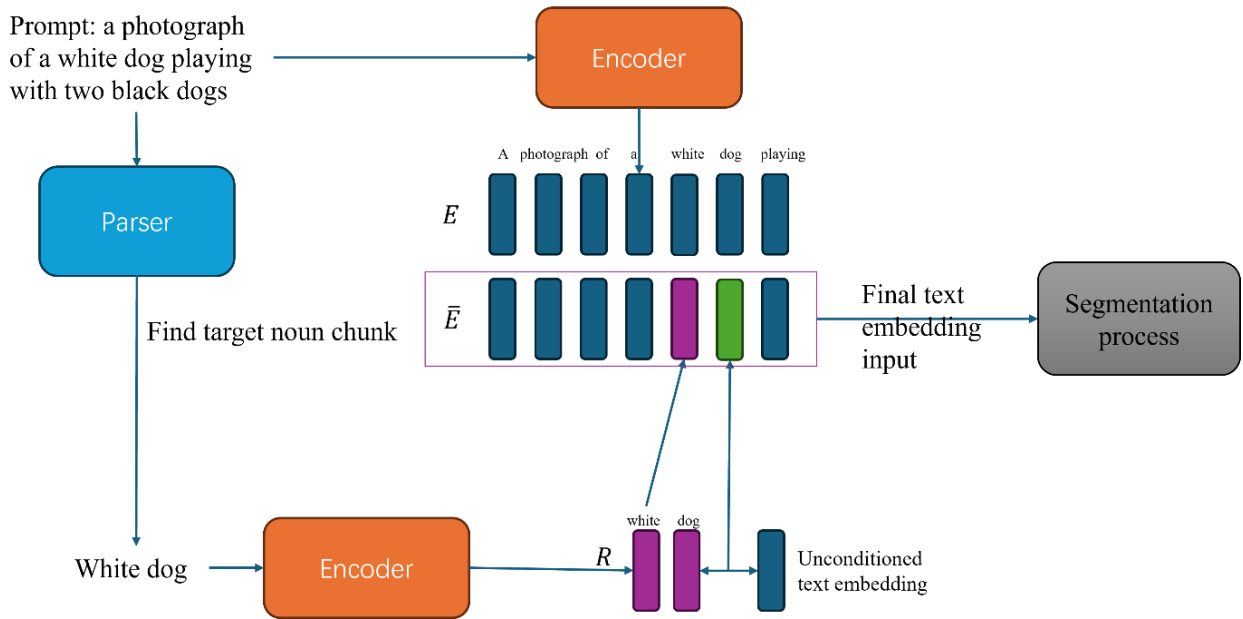 Prompt: a photograph
of a white dog playing
with two black dogs
Encoder
A photograph of a white dog playing
Parser
E
Ē
Find target noun chunk
Final text
embedding
input
Segmentation
process
white dog
White dog
Encoder
R
Unconditioned
text embedding